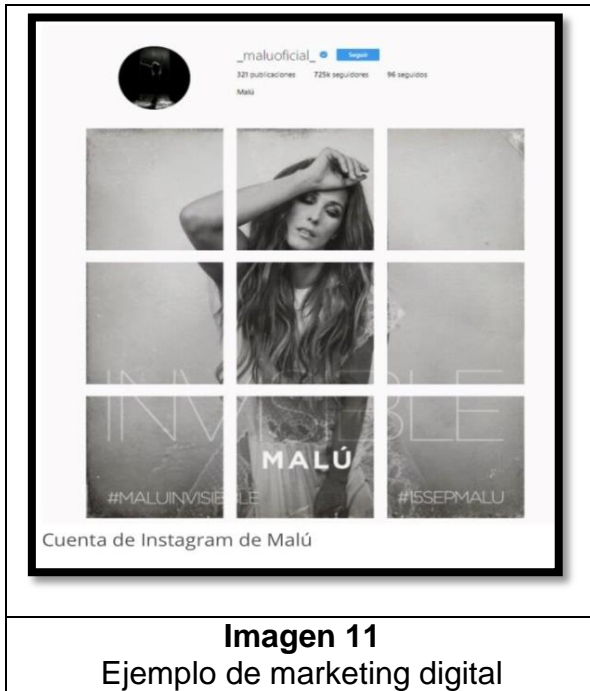 _maluoficial_ Seguir
321 publicaciones 725k seguidores 96 seguidos
Malú
INVISIBLE
MALÚ
#MALUINVISIBLE #15SEPMALU
Cuenta de Instagram de Malú
Imagen 11
Ejemplo de marketing digital